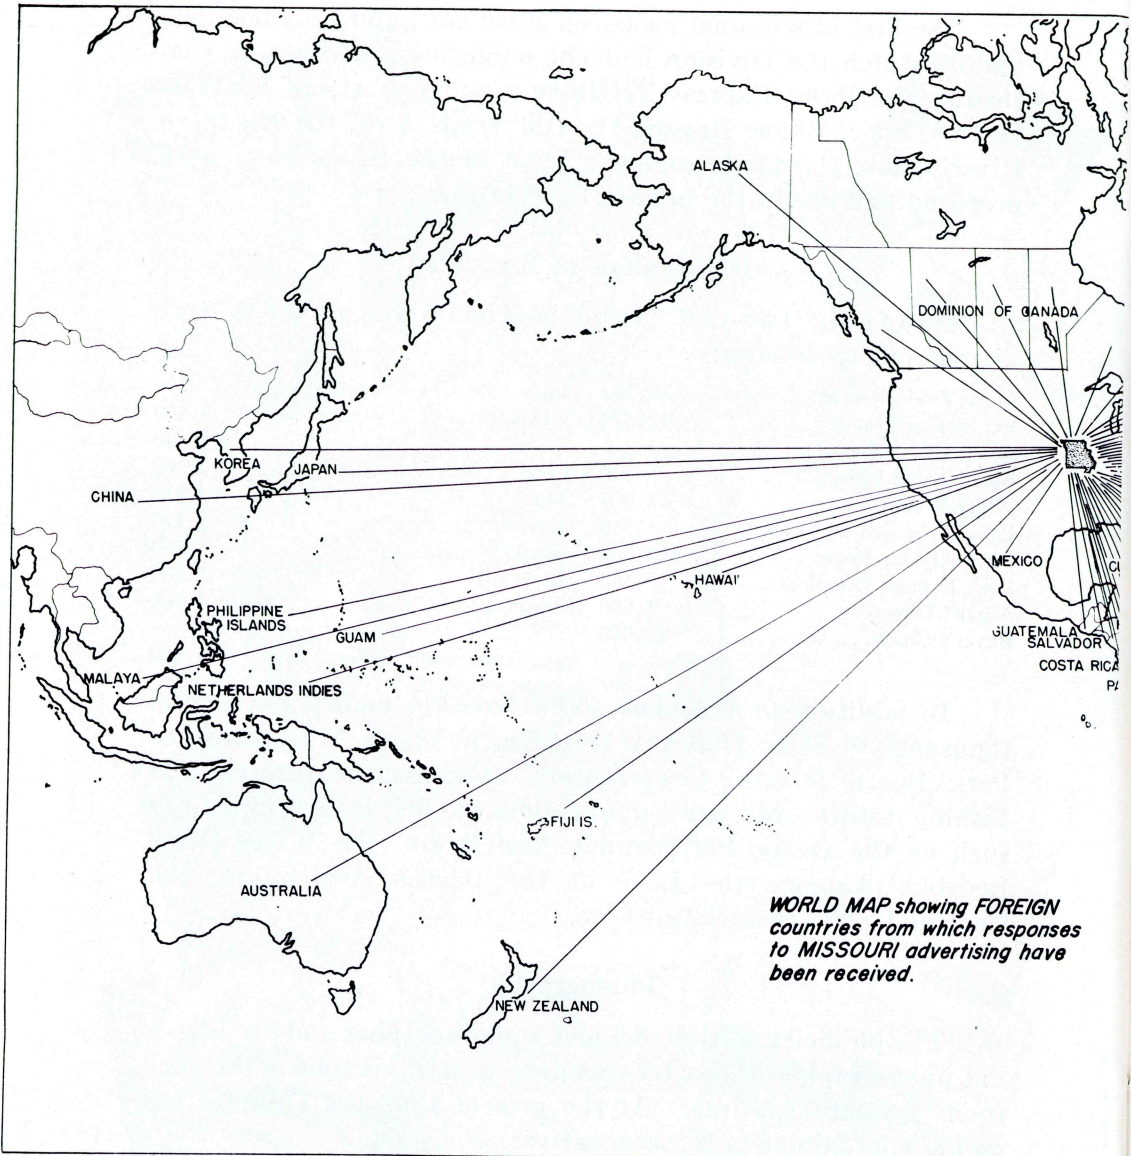 ALASKA
DOMINION OF CANADA
KOREA
JAPAN
CHINA
MEXICO
HAWAI'
PHILIPPINE
ISLANDS
GUAM
GUATEMALA
SALVADOR
MALAYA
COSTA RICA
NETHERLANDS INDIES
FIJI IS.
AUSTRALIA
WORLD MAP showing FOREIGN
countries from which responses
to MISSOURI advertising have
been received.
NEW ZEALAND